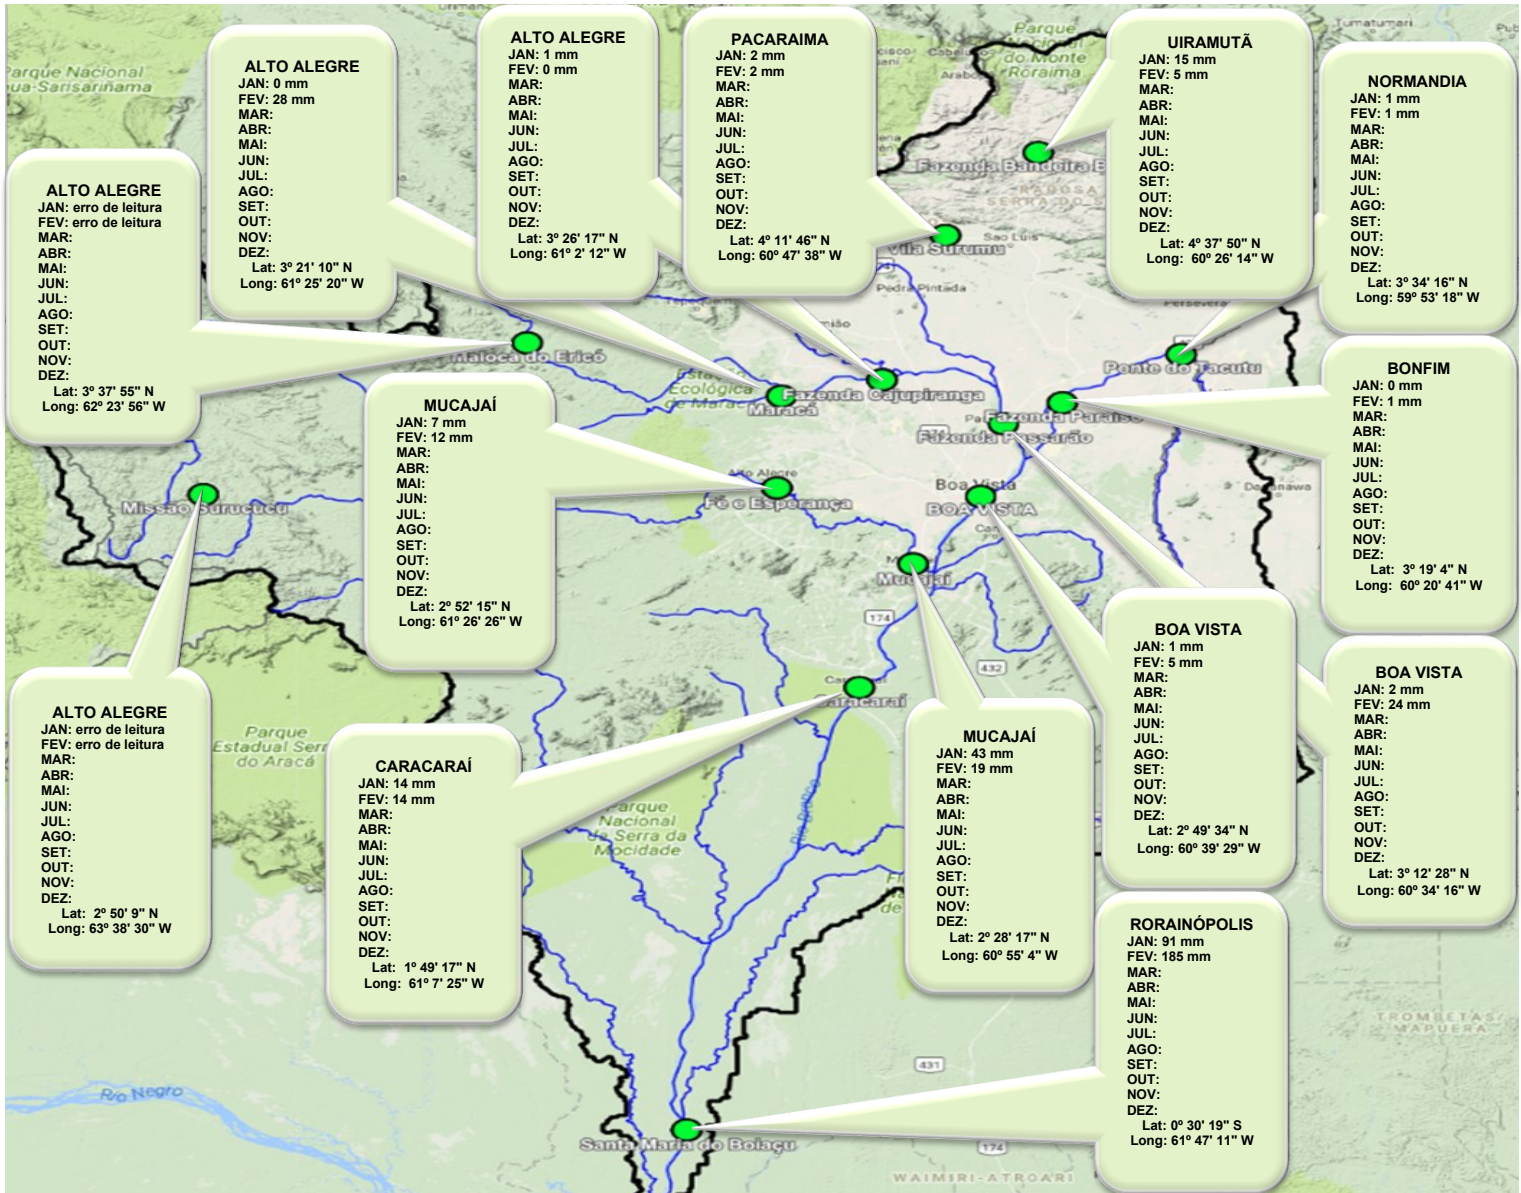 ALTO ALEGRE
JAN: 0 mm
FEV: 28 mm
MAR:
ABR:
MAI:
JUN:
JUL:
AGO:
SET:
OUT:
NOV:
DEZ:
Lat: 3º 21' 10" N
Long: 61º 25' 20" W
ALTO ALEGRE
JAN: 1 mm
FEV: 0 mm
MAR:
ABR:
MAI:
JUN:
JUL:
AGO:
SET:
OUT:
NOV:
DEZ:
Lat: 3º 26' 17" N
Long: 61º 2' 12" W
PACARAIMA
JAN: 2 mm
FEV: 2 mm
MAR:
ABR:
MAI:
JUN:
JUL:
AGO:
SET:
OUT:
NOV:
DEZ:
Lat: 4º 11' 46" N
Long: 60º 47' 38" W
UIRAMUTÃ
JAN: 15 mm
FEV: 5 mm
MAR:
ABR:
MAI:
JUN:
JUL:
AGO:
SET:
OUT:
NOV:
DEZ:
Lat: 4º 37' 50" N
Long: 60º 26' 14" W
NORMANDIA
JAN: 1 mm
FEV: 1 mm
MAR:
ABR:
MAI:
JUN:
JUL:
AGO:
SET:
OUT:
NOV:
DEZ:
Lat: 3º 34' 16" N
Long: 59º 53' 18" W
ALTO ALEGRE
JAN: erro de leitura
FEV: erro de leitura
MAR:
ABR:
MAI:
JUN:
JUL:
AGO:
SET:
OUT:
NOV:
DEZ:
Lat: 3º 37' 55" N
Long: 62º 23' 56" W
MUCAJAÍ
JAN: 7 mm
FEV: 12 mm
MAR:
ABR:
MAI:
JUN:
JUL:
AGO:
SET:
OUT:
NOV:
DEZ:
Lat: 2º 52' 15" N
Long: 61º 26' 26" W
BONFIM
JAN: 0 mm
FEV: 1 mm
MAR:
ABR:
MAI:
JUN:
JUL:
AGO:
SET:
OUT:
NOV:
DEZ:
Lat: 3º 19' 4" N
Long: 60º 20' 41" W
ALTO ALEGRE
JAN: erro de leitura
FEV: erro de leitura
MAR:
ABR:
MAI:
JUN:
JUL:
AGO:
SET:
OUT:
NOV:
DEZ:
Lat: 2º 50' 9" N
Long: 63º 38' 30" W
CARACARAÍ
JAN: 14 mm
FEV: 14 mm
MAR:
ABR:
MAI:
JUN:
JUL:
AGO:
SET:
OUT:
NOV:
DEZ:
Lat: 1º 49' 17" N
Long: 61º 7' 25" W
MUCAJAÍ
JAN: 43 mm
FEV: 19 mm
MAR:
ABR:
MAI:
JUN:
JUL:
AGO:
SET:
OUT:
NOV:
DEZ:
Lat: 2º 28' 17" N
Long: 60º 55' 4" W
BOA VISTA
JAN: 1 mm
FEV: 5 mm
MAR:
ABR:
MAI:
JUN:
JUL:
AGO:
SET:
OUT:
NOV:
DEZ:
Lat: 2º 49' 34" N
Long: 60º 39' 29" W
BOA VISTA
JAN: 2 mm
FEV: 24 mm
MAR:
ABR:
MAI:
JUN:
JUL:
AGO:
SET:
OUT:
NOV:
DEZ:
Lat: 3º 12' 28" N
Long: 60º 34' 16" W
RORAINÓPOLIS
JAN: 91 mm
FEV: 185 mm
MAR:
ABR:
MAI:
JUN:
JUL:
AGO:
SET:
OUT:
NOV:
DEZ:
Lat: 0º 30' 19" S
Long: 61º 47' 11" W
Parque Nacional
Tumatumari
Parque
do Monte
Roraima
Fazenda Bandeira B
Vila Surumu
Sao Luis
Pedra Pintada
Maloca do Ericó
Ponte do Tacutu
Ecológica
de Marac
Maracá
Fazenda Cajupiranga
Fazenda Paraíso
Fazenda Passarão
Missão Surucucu
Alto Alegre
Fé e Esperança
Boa Vista
BOA VISTA
Mucajaí
174
432
Caracaraí
Parque
Estadual Serra
do Aracá
Parque
Nacional
da Serra da
Mocidade
Rio Branco
Rio Negro
431
174
Santa Maria do Boiaçu
TROMBETAS/
MAPUERA
WAIMIRI-ATROARI